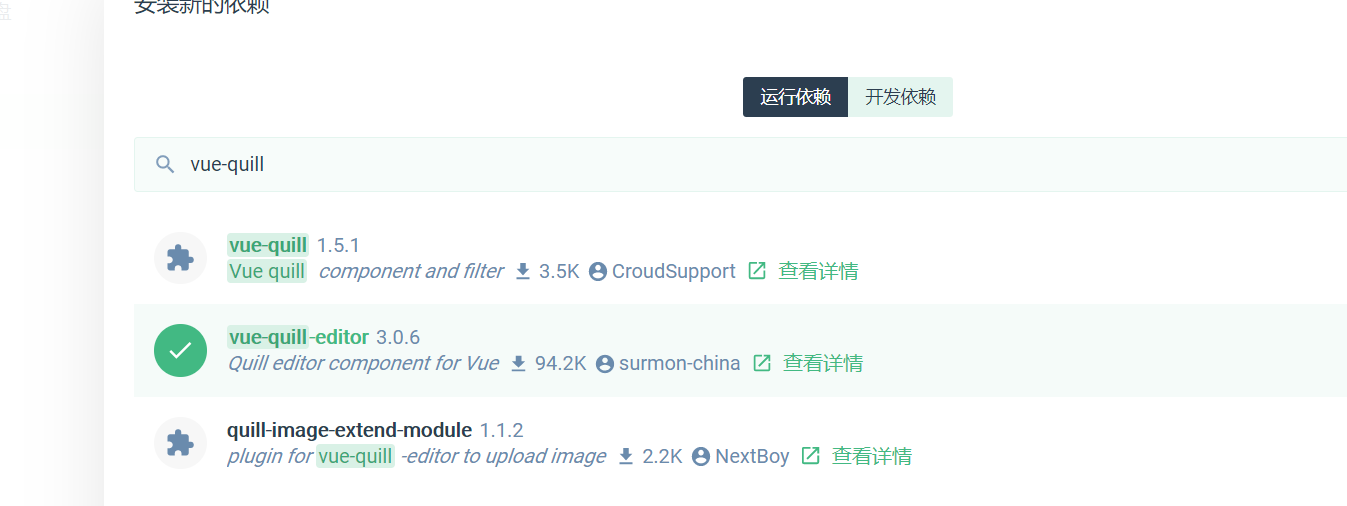 盘
安装新的依赖
运行依赖 开发依赖
vue-quill
vue-quill 1.5.1
Vue quill component and filter 3.5K CroudSupport 查看详情
vue-quill-editor 3.0.6
Quill editor component for Vue 94.2K surmon-china 查看详情
quill-image-extend-module 1.1.2
plugin for vue-quill -editor to upload image 2.2K NextBoy 查看详情